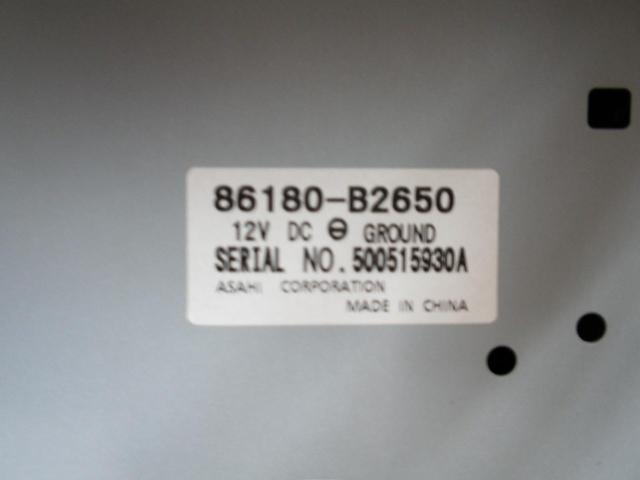 86180-B2650
12V DC ⊖ GROUND
SERIAL NO. 500515930A
ASAHI CORPORATION
MADE IN CHINA